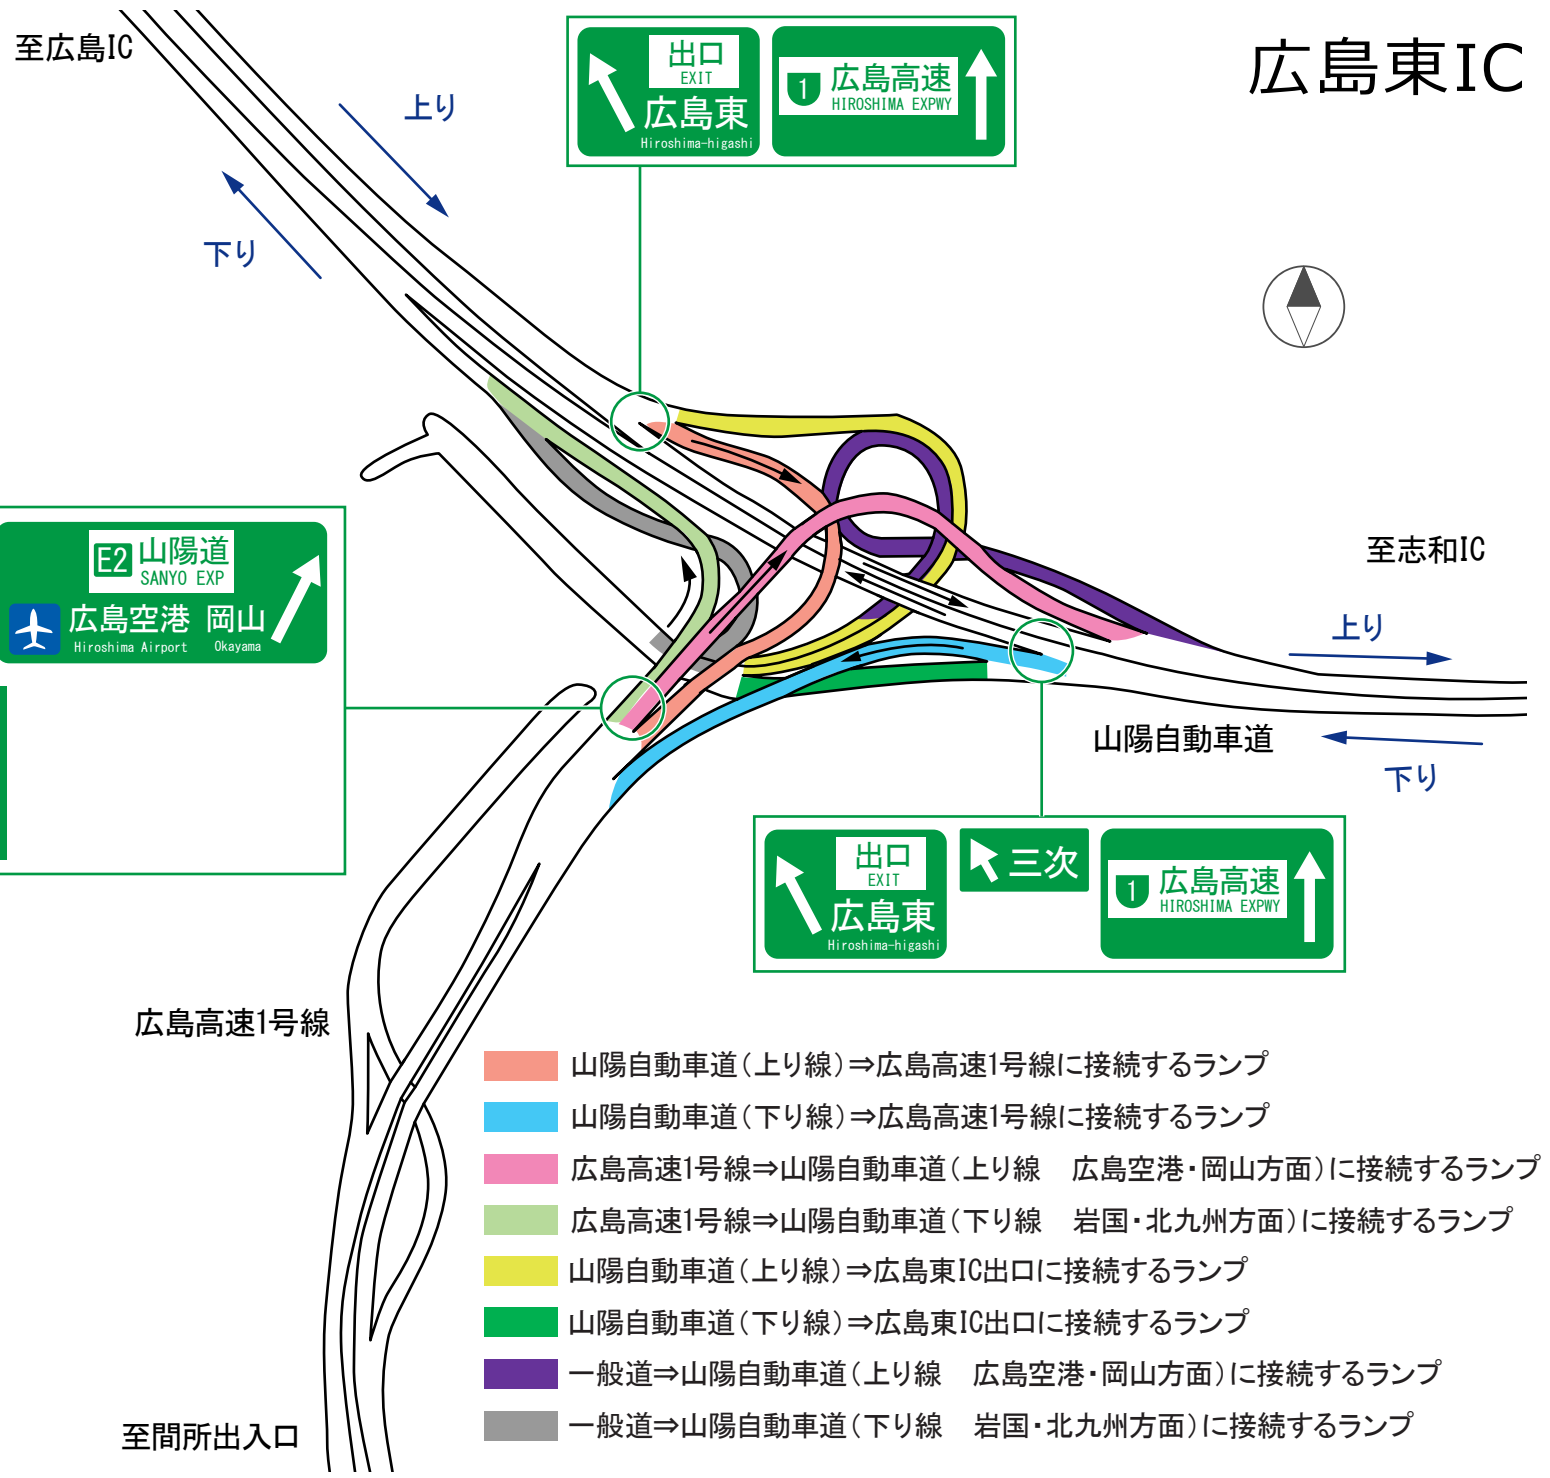 広島東IC
至広島IC
上り
下り
出口
EXIT
広島東
Hiroshima-higashi
1 広島高速
HIROSHIMA EXPWY
至志和IC
上り
山陽自動車道
下り
E2 山陽道
SANYO EXP
広島空港 岡山
Hiroshima Airport Okayama
出口
EXIT
広島東
Hiroshima-higashi
三次
1 広島高速
HIROSHIMA EXPWY
広島高速1号線
至間所出入口
山陽自動車道(上り線)⇒広島高速1号線に接続するランプ
山陽自動車道(下り線)⇒広島高速1号線に接続するランプ
広島高速1号線⇒山陽自動車道(上り線　広島空港・岡山方面)に接続するランプ
広島高速1号線⇒山陽自動車道(下り線　岩国・北九州方面)に接続するランプ
山陽自動車道(上り線)⇒広島東IC出口に接続するランプ
山陽自動車道(下り線)⇒広島東IC出口に接続するランプ
一般道⇒山陽自動車道(上り線　広島空港・岡山方面)に接続するランプ
一般道⇒山陽自動車道(下り線　岩国・北九州方面)に接続するランプ